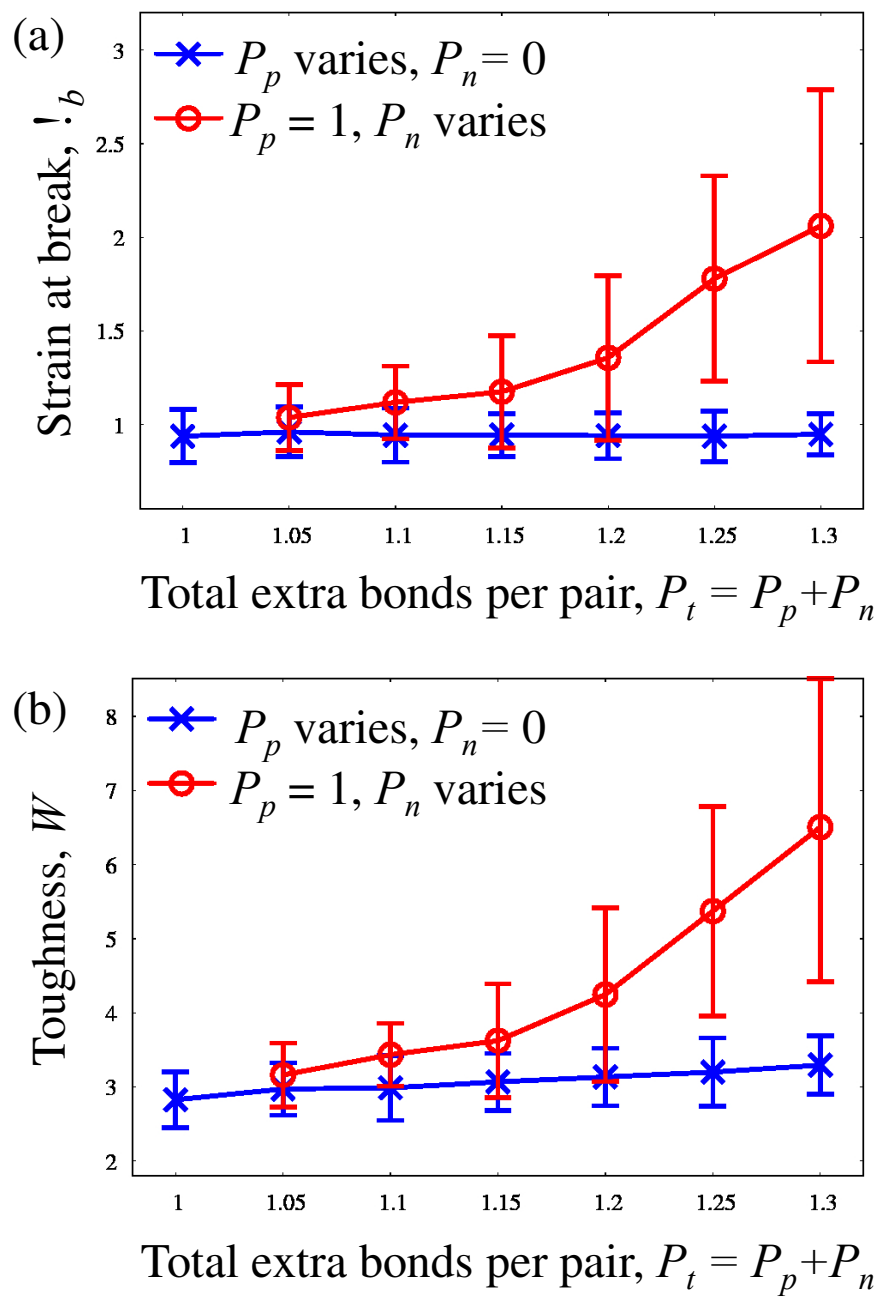 (a)
P_p varies, P_n = 0
P_p = 1, P_n varies
Strain at break, !_b
3
2.5
2
1.5
1
1 1.05 1.1 1.15 1.2 1.25 1.3
Total extra bonds per pair, P_t = P_p+P_n
(b)
P_p varies, P_n = 0
P_p = 1, P_n varies
Toughness, W
8
7
6
5
4
3
2
1 1.05 1.1 1.15 1.2 1.25 1.3
Total extra bonds per pair, P_t = P_p+P_n